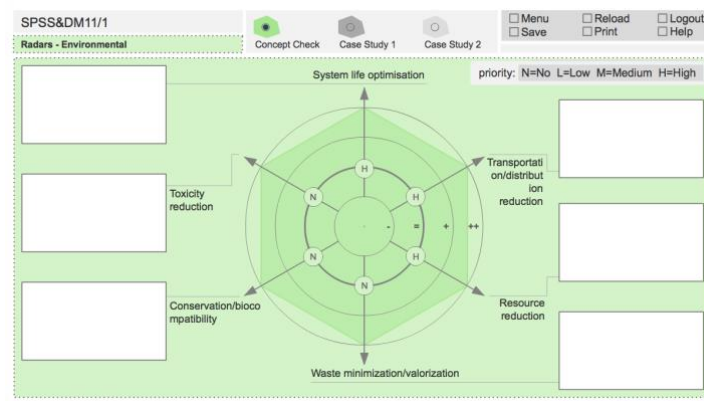 SPSS&DM11/1
Radars - Environmental
Concept Check
Case Study 1
Case Study 2
Menu
Reload
Logout
Save
Print
Help
System life optimisation
priority: N=No L=Low M=Medium H=High
Transportati
on/distribut
ion
reduction
Toxicity
reduction
H
N
H
- = + ++
N
H
N
Conservation/bioco
mpatibility
Resource
reduction
Waste minimization/valorization